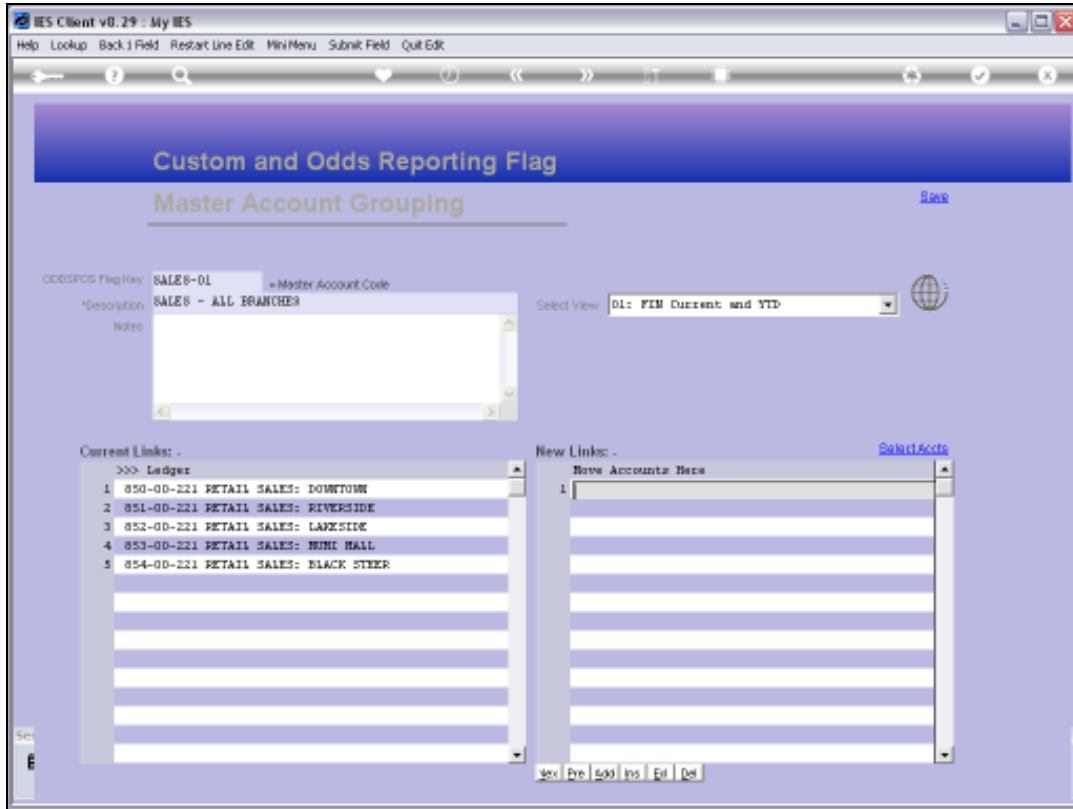 IES Client v8.29 : My IES
Help Lookup Back 1 Field Restart Line Edit MiniMenu Submit Field Quit Edit
Custom and Odds Reporting Flag
Master Account Grouping
Save
ODDSPOS Flag Key SALES-01 = Master Account Code
*Description SALES - ALL BRANCHES
Select View 01: FIN Current and YTD
Notes
Current Links: -
New Links: -
Select Accts
>>> Ledger
Move Accounts Here
1 850-00-221 RETAIL SALES: DOWNTOWN
1
2 851-00-221 RETAIL SALES: RIVERSIDE
3 852-00-221 RETAIL SALES: LAKESIDE
4 853-00-221 RETAIL SALES: MUMI MALL
5 854-00-221 RETAIL SALES: BLACK STEER
Nex Pre Add Ins Del